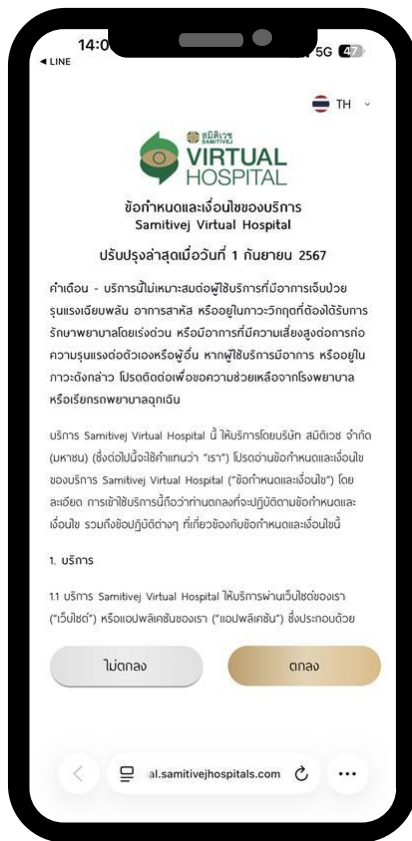 14:0
5G 47
◀ LINE
TH
สมิติเวช
SAMITIVEJ
VIRTUAL
HOSPITAL
ข้อกำหนดและเงื่อนไขของบริการ
Samitivej Virtual Hospital
ปรับปรุงล่าสุดเมื่อวันที่ 1 กันยายน 2567
คำเตือน - บริการนี้ไม่เหมาะสมต่อผู้ใช้บริการที่มีอาการเจ็บป่วย
รุนแรงเฉียบพลัน อาการสาหัส หรืออยู่ในภาวะวิกฤตที่ต้องได้รับการ
รักษาพยาบาลโดยเร่งด่วน หรือมีอาการที่มีความเสี่ยงสูงต่อการก่อ
ความรุนแรงต่อตัวเองหรือผู้อื่น หากผู้ใช้บริการมีอาการ หรืออยู่ใน
ภาวะดังกล่าว โปรดติดต่อเพื่อขอความช่วยเหลือจากโรงพยาบาล
หรือเรียกรถพยาบาลฉุกเฉิน
บริการ Samitivej Virtual Hospital นี้ ให้บริการโดยบริษัท สมิติเวช จำกัด
(มหาชน) (ซึ่งต่อไปนี้จะใช้คำแทนว่า “เรา”) โปรดอ่านข้อกำหนดและเงื่อนไข
ของบริการ Samitivej Virtual Hospital (“ข้อกำหนดและเงื่อนไข”) โดย
ละเอียด การเข้าใช้บริการนี้ถือว่าท่านตกลงที่จะปฏิบัติตามข้อกำหนดและ
เงื่อนไข รวมถึงข้อปฏิบัติต่างๆ ที่เกี่ยวข้องกับข้อกำหนดและเงื่อนไขนี้
1. บริการ
1.1 บริการ Samitivej Virtual Hospital ให้บริการผ่านเว็บไซต์ของเรา
(“เว็บไซต์”) หรือแอปพลิเคชันของเรา (“แอปพลิเคชัน”) ซึ่งประกอบด้วย
ไม่ตกลง
ตกลง
al.samitivejhospitals.com